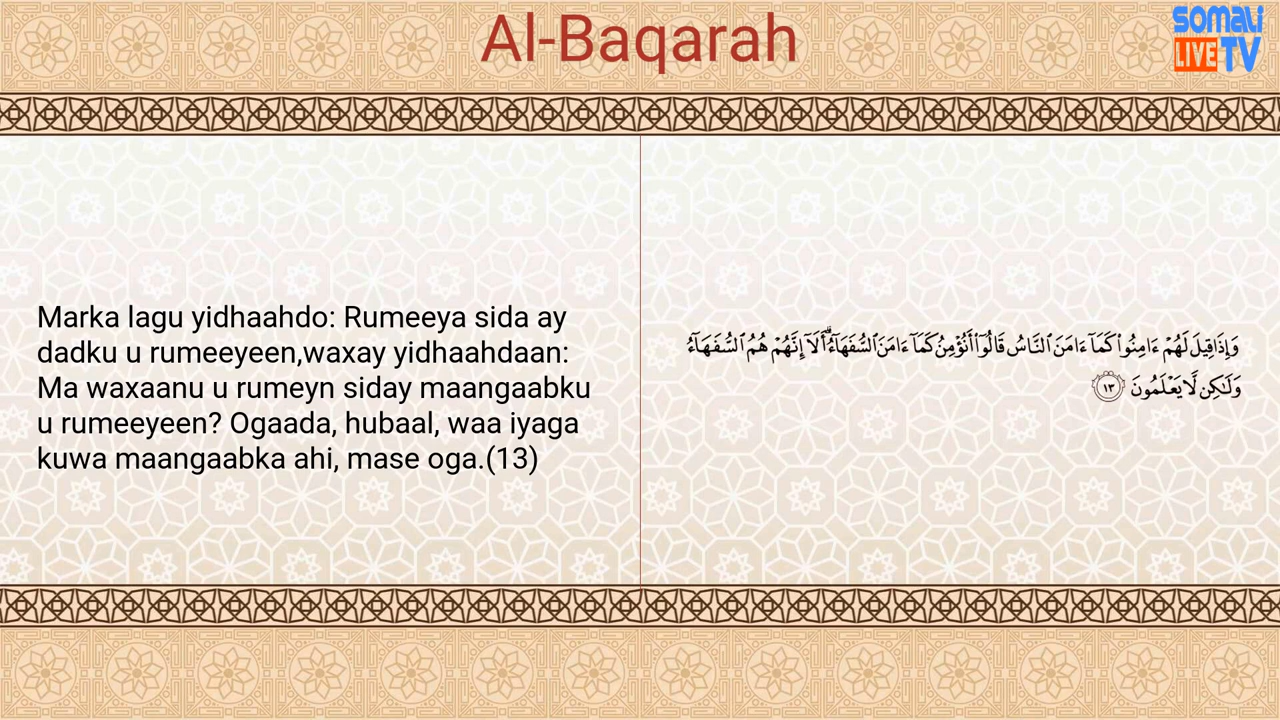 Al-Baqarah
SOMALI
LIVE TV
Marka lagu yidhaahdo: Rumeeya sida ay
dadku u rumeeyeen,waxay yidhaahdaan:
Ma waxaanu u rumeyn siday maangaabku
u rumeeyeen? Ogaada, hubaal, waa iyaga
kuwa maangaabka ahi, mase oga.(13)
وَإِذَا قِيلَ لَهُمْ ءَامِنُوا۟ كَمَآ ءَامَنَ ٱلنَّاسُ قَالُوٓا۟ أَنُؤْمِنُ كَمَآ ءَامَنَ ٱلسُّفَهَآءُ ۗ أَلَآ إِنَّهُمْ هُمُ ٱلسُّفَهَآءُ
وَلَـٰكِن لَّا يَعْلَمُونَ ١٣